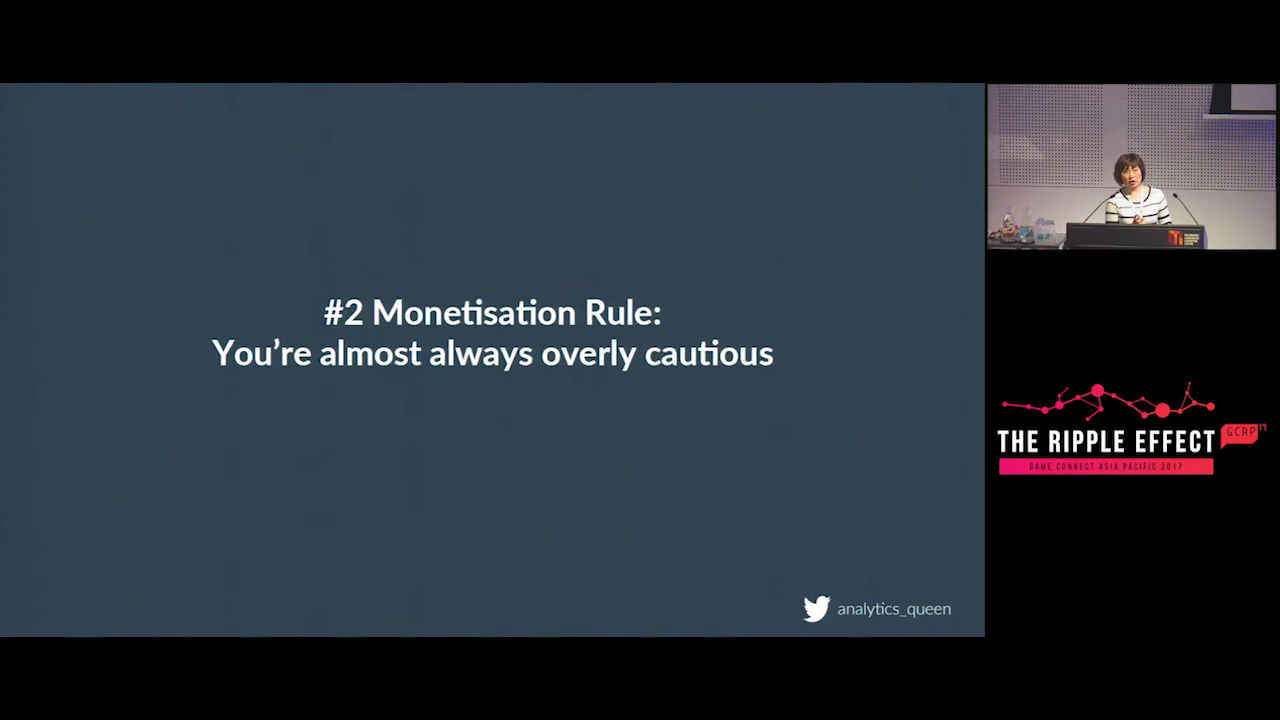 #2 Monetisation Rule:
You're almost always overly cautious
analytics_queen
THE RIPPLE EFFECT
GCAP 17
GAME CONNECT ASIA PACIFIC 2017